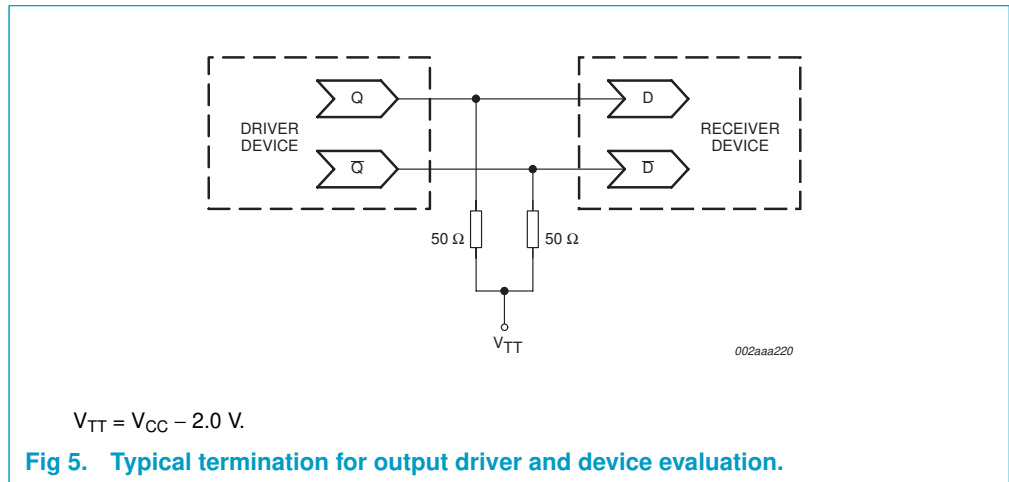 Q
D
DRIVER
DEVICE
RECEIVER
DEVICE
Q̅
D̅
50 Ω
50 Ω
VTT
002aaa220
VTT = VCC − 2.0 V.
Fig 5. Typical termination for output driver and device evaluation.